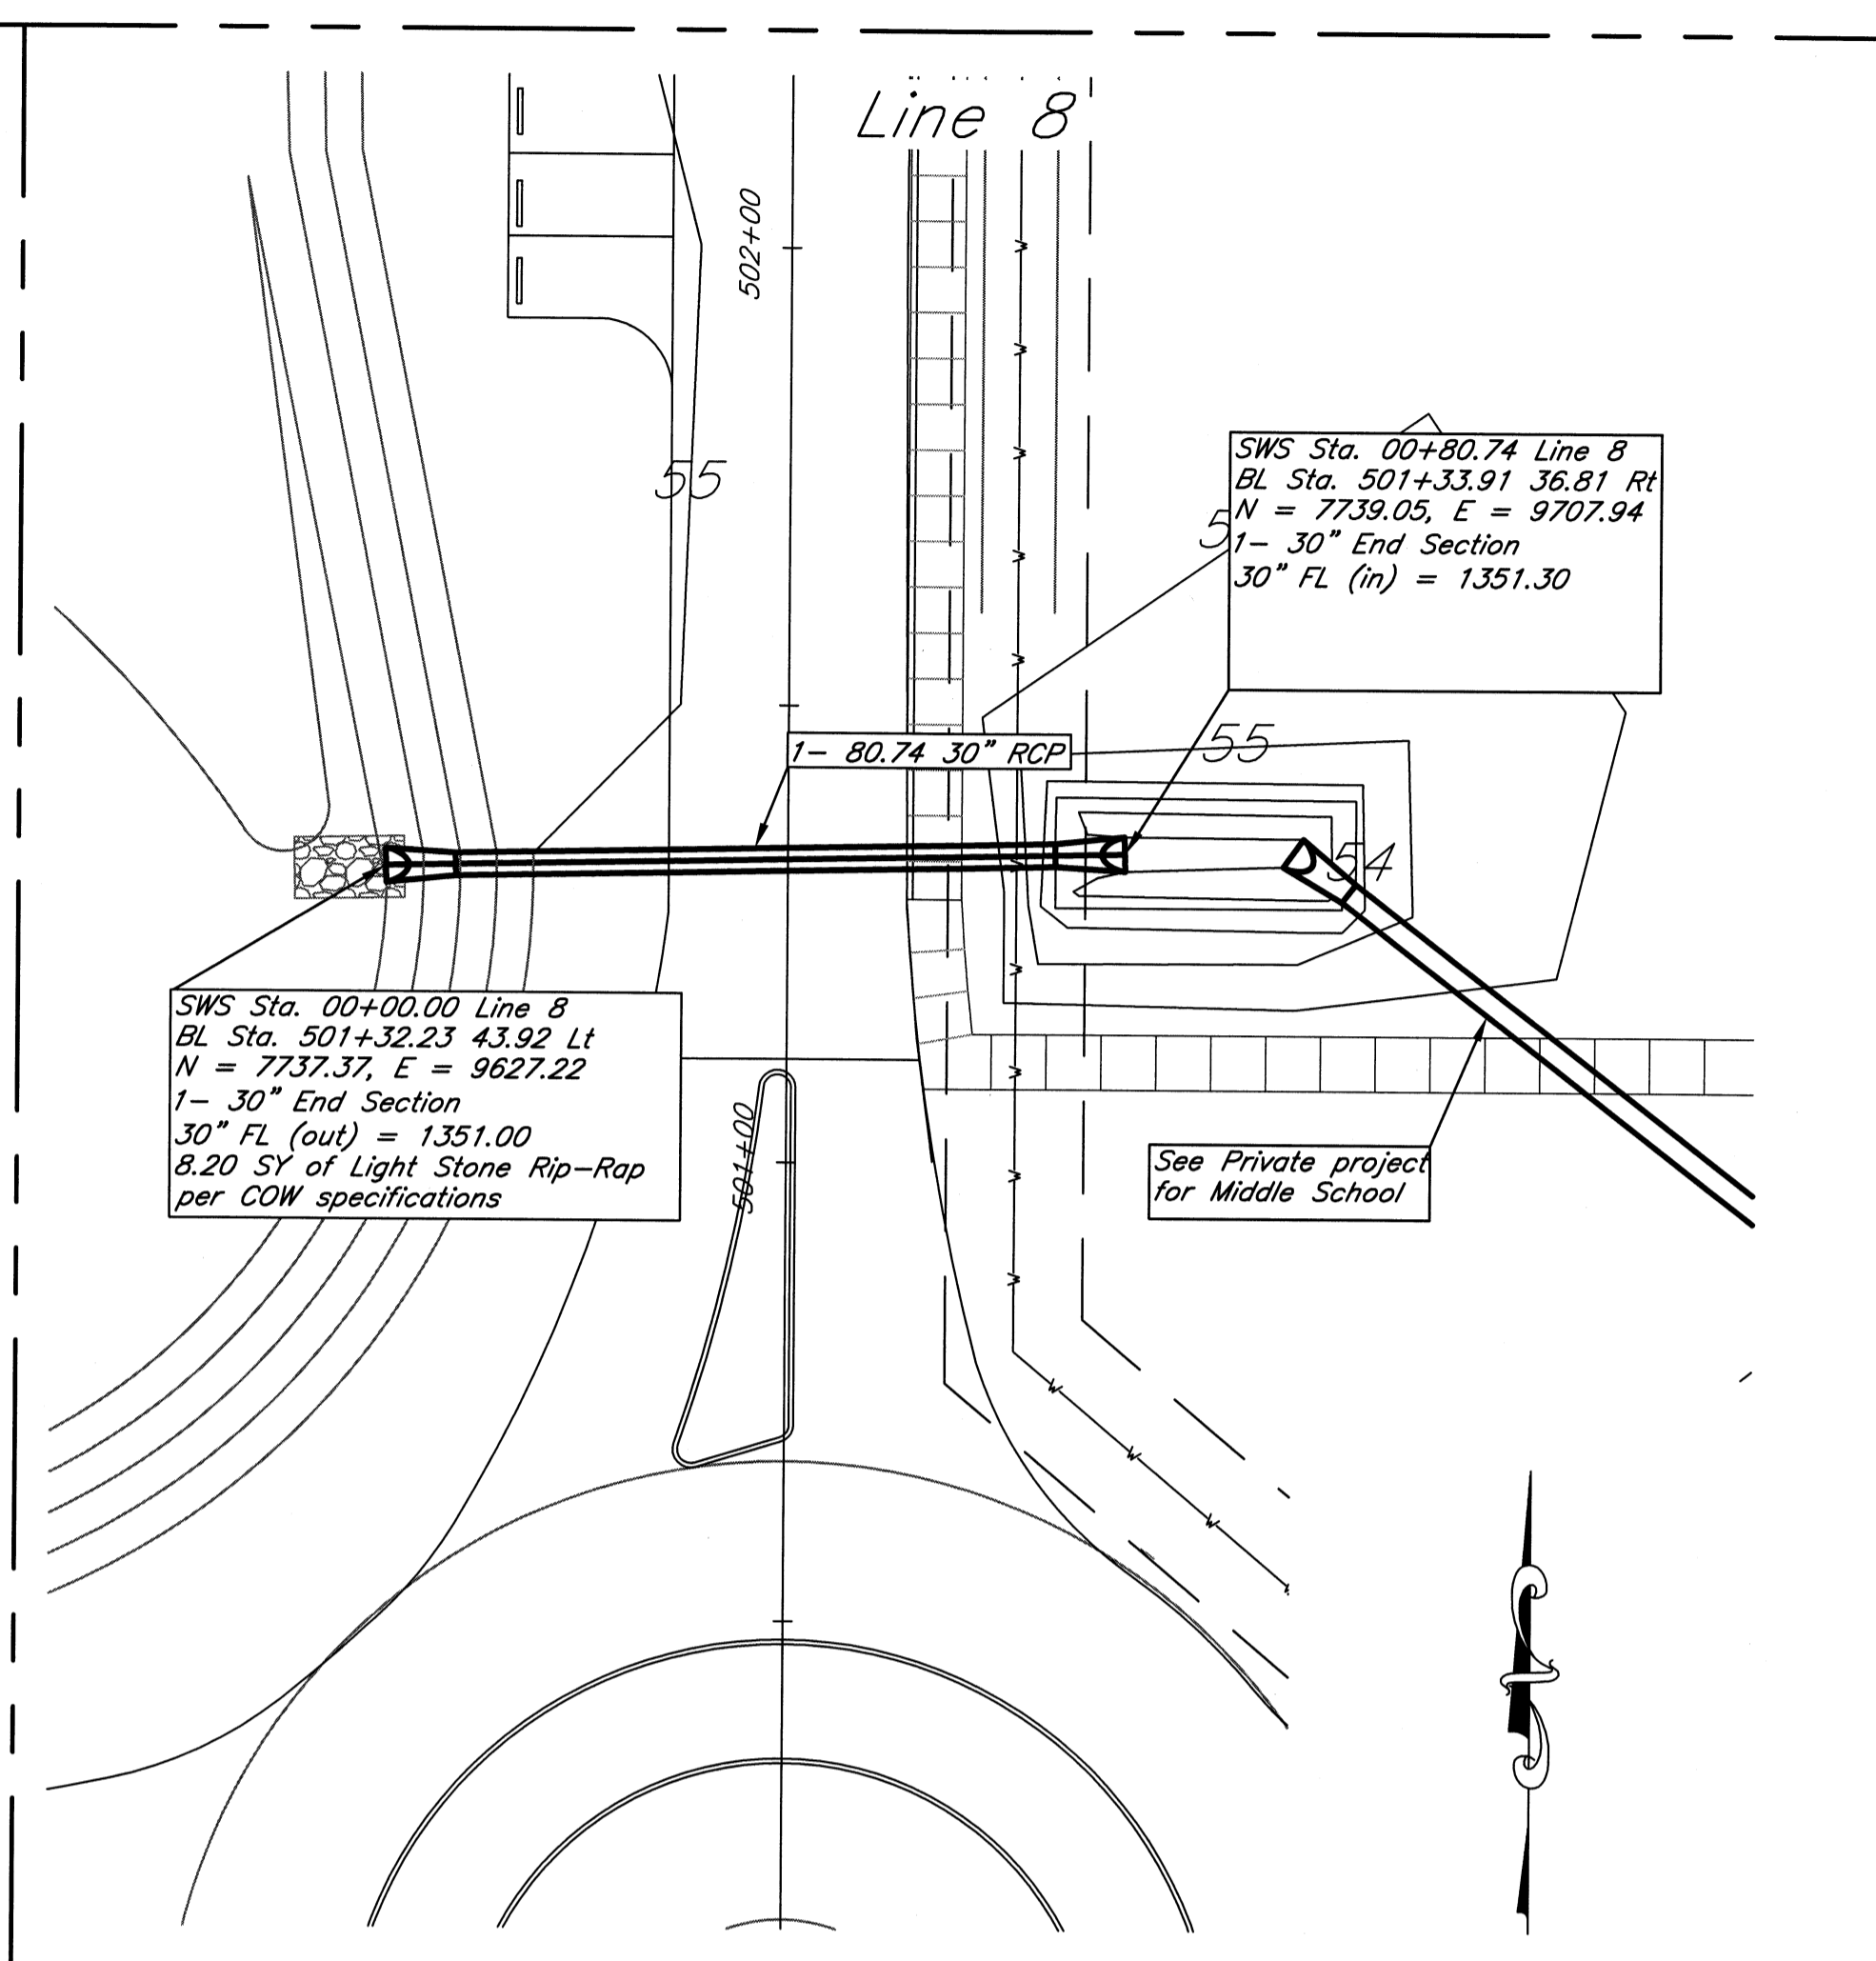 Line 8
502+00
55
SWS Sta. 00+80.74 Line 8
BL Sta. 501+33.91 36.81 Rt
N = 7739.05, E = 9707.94
1- 30" End Section
30" FL (in) = 1351.30
5
1- 80.74 30" RCP
55
54
SWS Sta. 00+00.00 Line 8
BL Sta. 501+32.23 43.92 Lt
N = 7737.37, E = 9627.22
1- 30" End Section
30" FL (out) = 1351.00
8.20 SY of Light Stone Rip-Rap
per COW specifications
501+00
See Private project
for Middle School
W
W
W